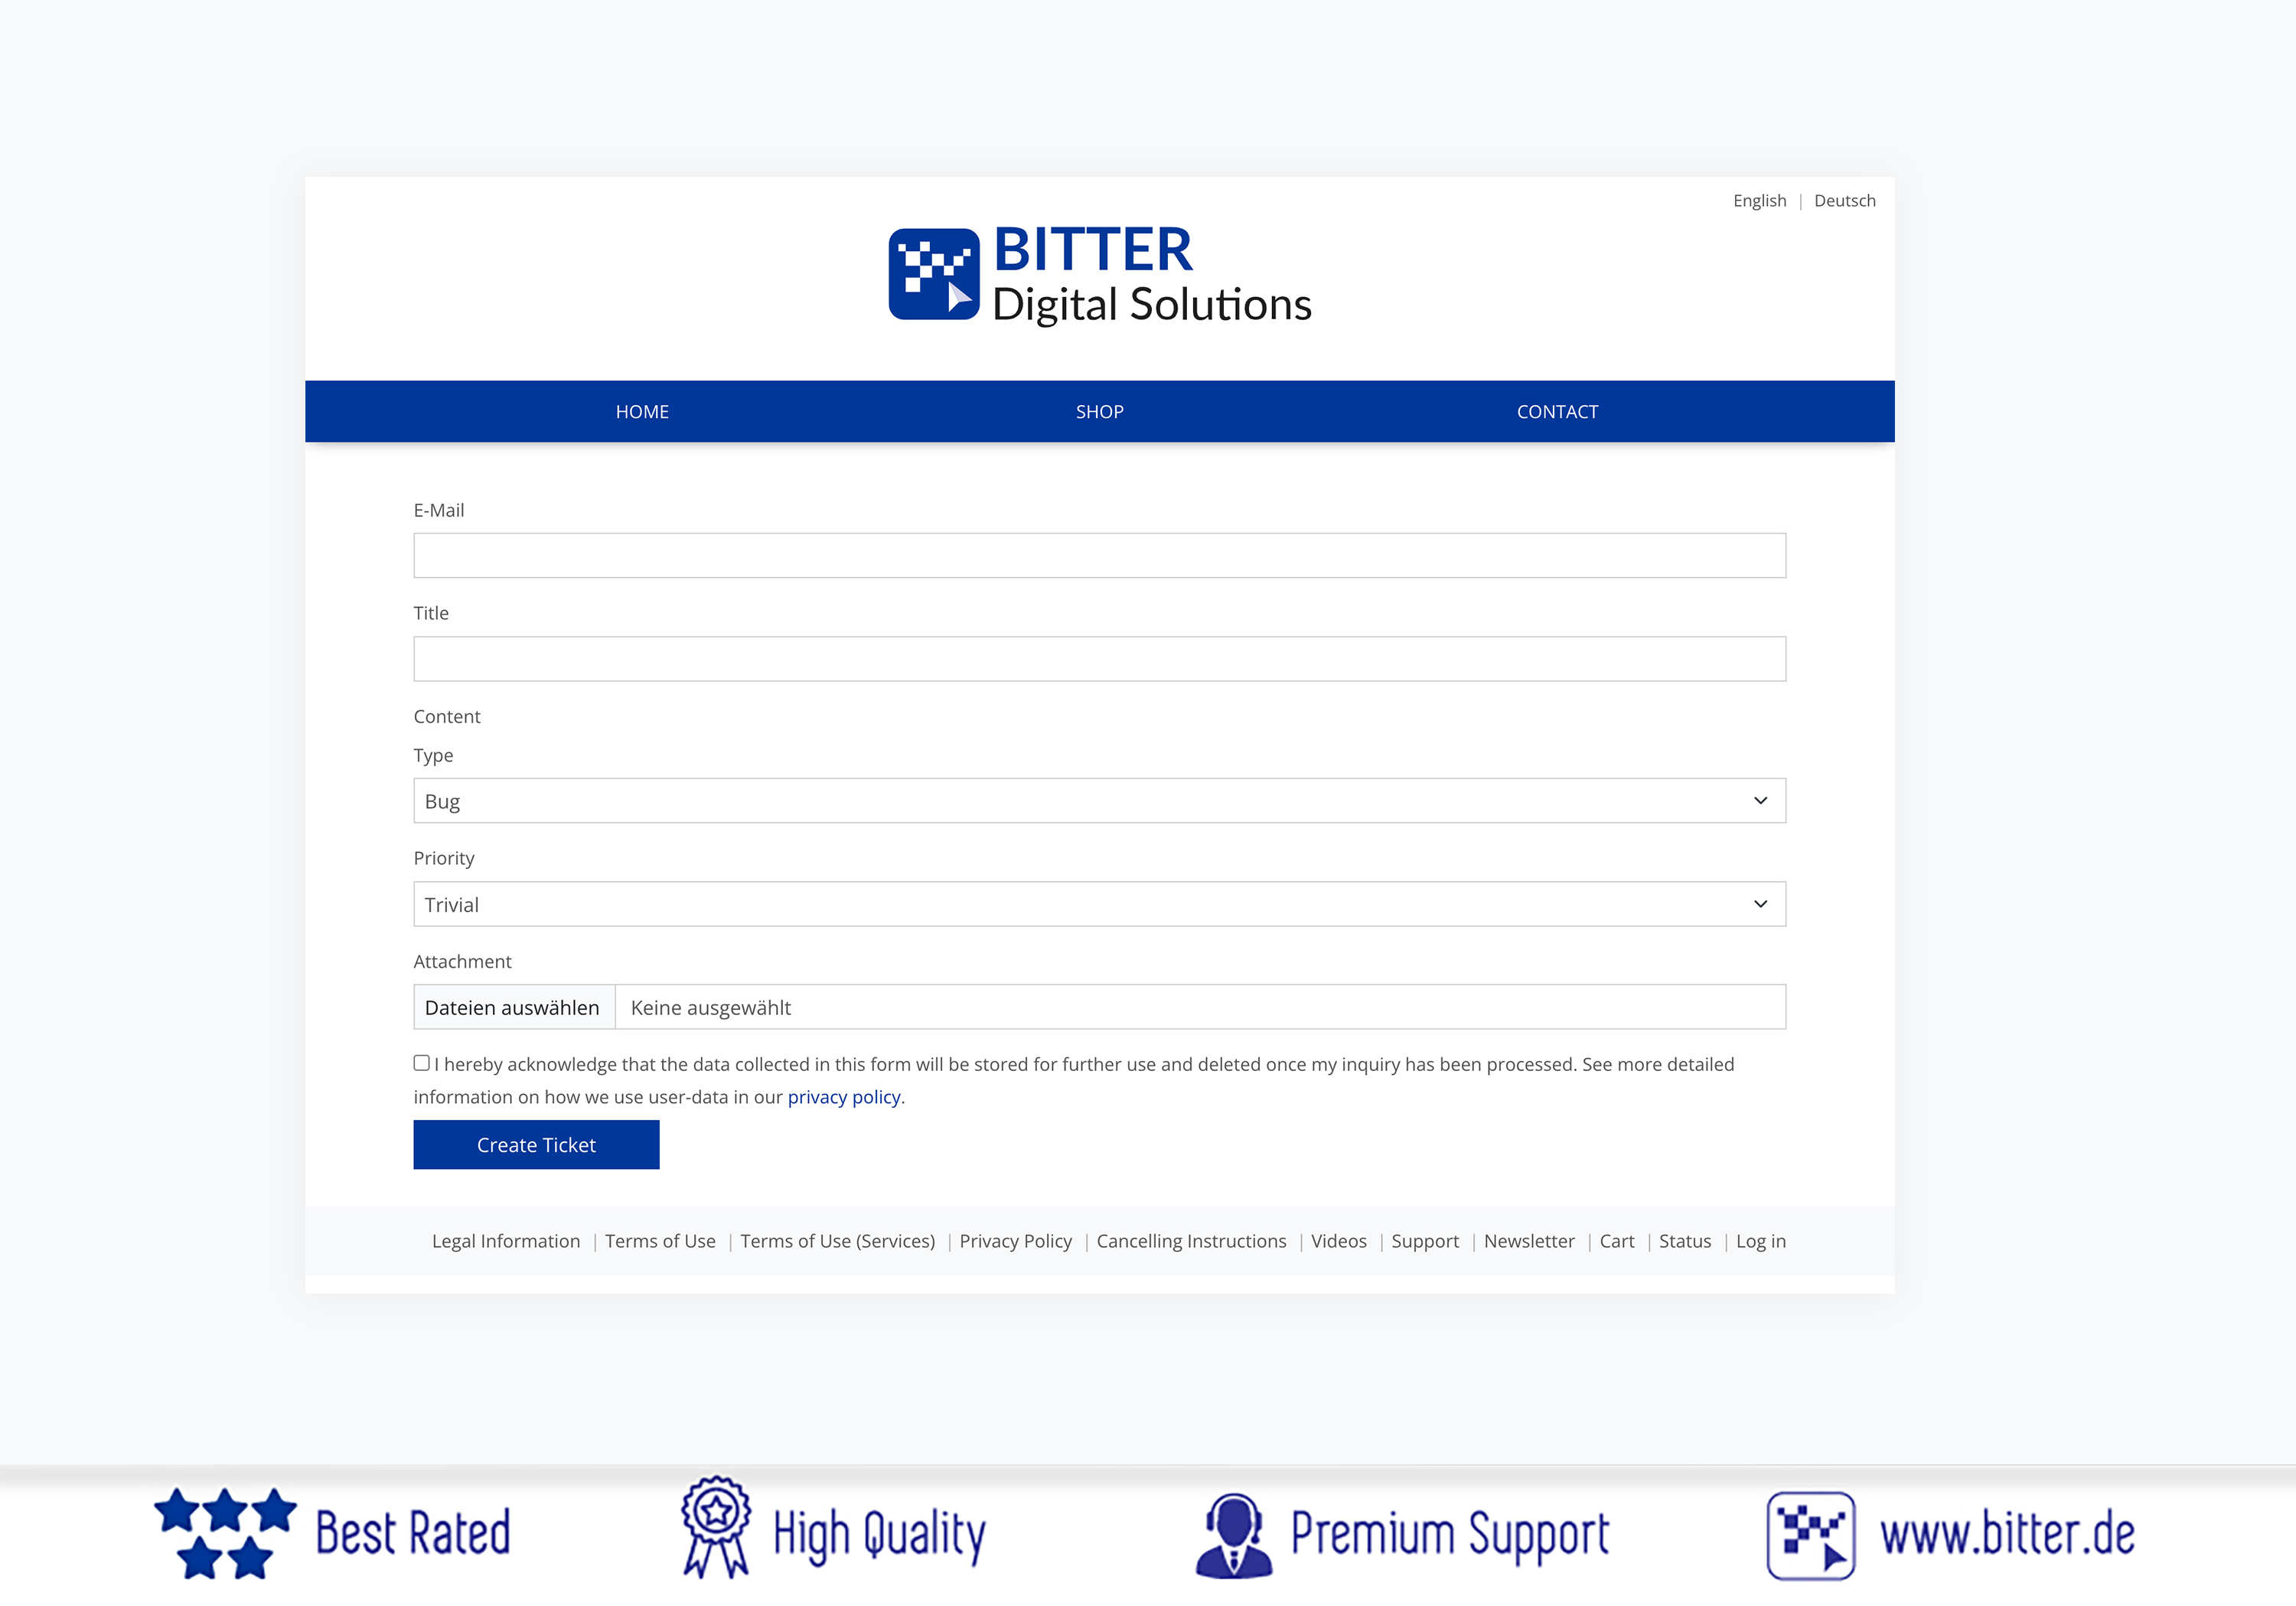 English | Deutsch
BITTER
Digital Solutions
HOME SHOP CONTACT
E-Mail
Title
Content
Type
Bug
Priority
Trivial
Attachment
Dateien auswählen Keine ausgewählt
I hereby acknowledge that the data collected in this form will be stored for further use and deleted once my inquiry has been processed. See more detailed
information on how we use user-data in our privacy policy.
Create Ticket
Legal Information | Terms of Use | Terms of Use (Services) | Privacy Policy | Cancelling Instructions | Videos | Support | Newsletter | Cart | Status | Log in
Best Rated High Quality Premium Support www.bitter.de